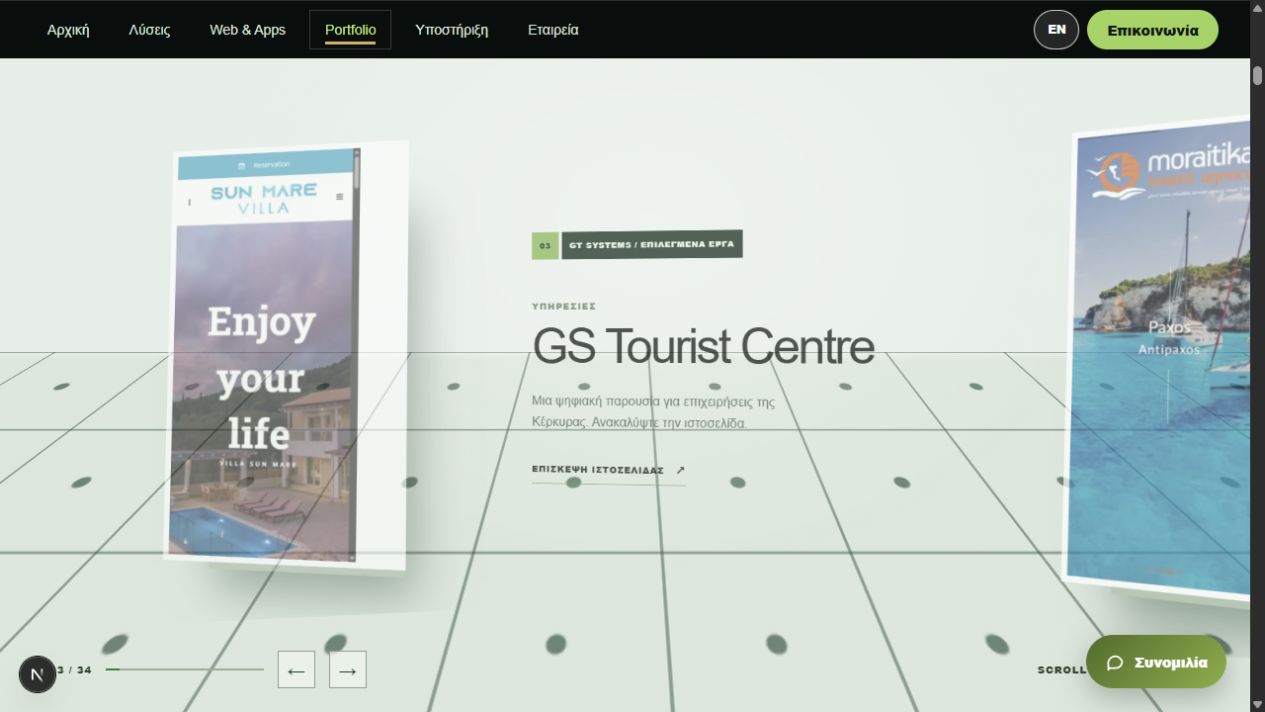 Αρχική
Λύσεις
Web & Apps
Portfolio
Υποστήριξη
Εταιρεία
EN
Επικοινωνία
Reservation
SUN MARE
VILLA
Enjoy
your
life
VILLA SUN MARE
03
GT SYSTEMS / ΕΠΙΛΕΓΜΕΝΑ ΕΡΓΑ
ΥΠΗΡΕΣΙΕΣ
GS Tourist Centre
Μια ψηφιακή παρουσία για επιχειρήσεις της
Κέρκυρας. Ανακαλύψτε την ιστοσελίδα.
ΕΠΙΣΚΕΨΗ ΙΣΤΟΣΕΛΙΔΑΣ ↗
moraitika
Paxos
Antipaxos
N
3 / 34
← →
SCROLL
Συνομιλία